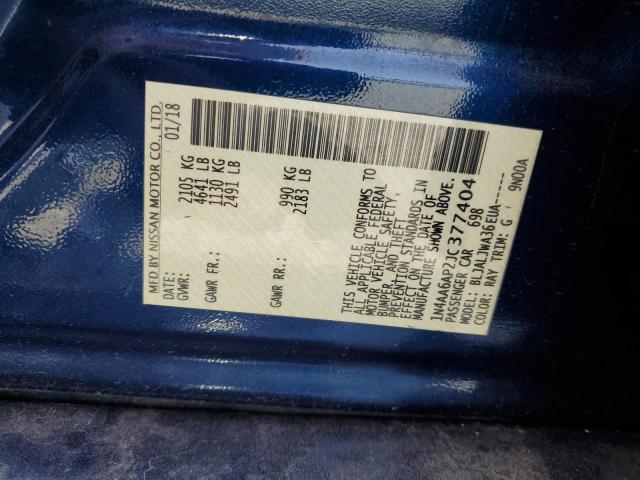 MFD BY NISSAN MOTOR CO., LTD.
DATE: 01/18
GVWR: 2105 KG
4641 LB
GAWR FR.: 1130 KG
2491 LB
GAWR RR.: 990 KG
2183 LB
THIS VEHICLE CONFORMS TO
ALL APPLICABLE FEDERAL
MOTOR VEHICLE SAFETY,
BUMPER, AND THEFT
PREVENTION STANDARDS IN
EFFECT ON THE DATE OF
MANUFACTURE SHOWN ABOVE.
1N4AA6AP7JC377404
PASSENGER CAR 698
MODEL: BLJALJWA36EUA-----
COLOR: RAY TRIM: G 9N00A